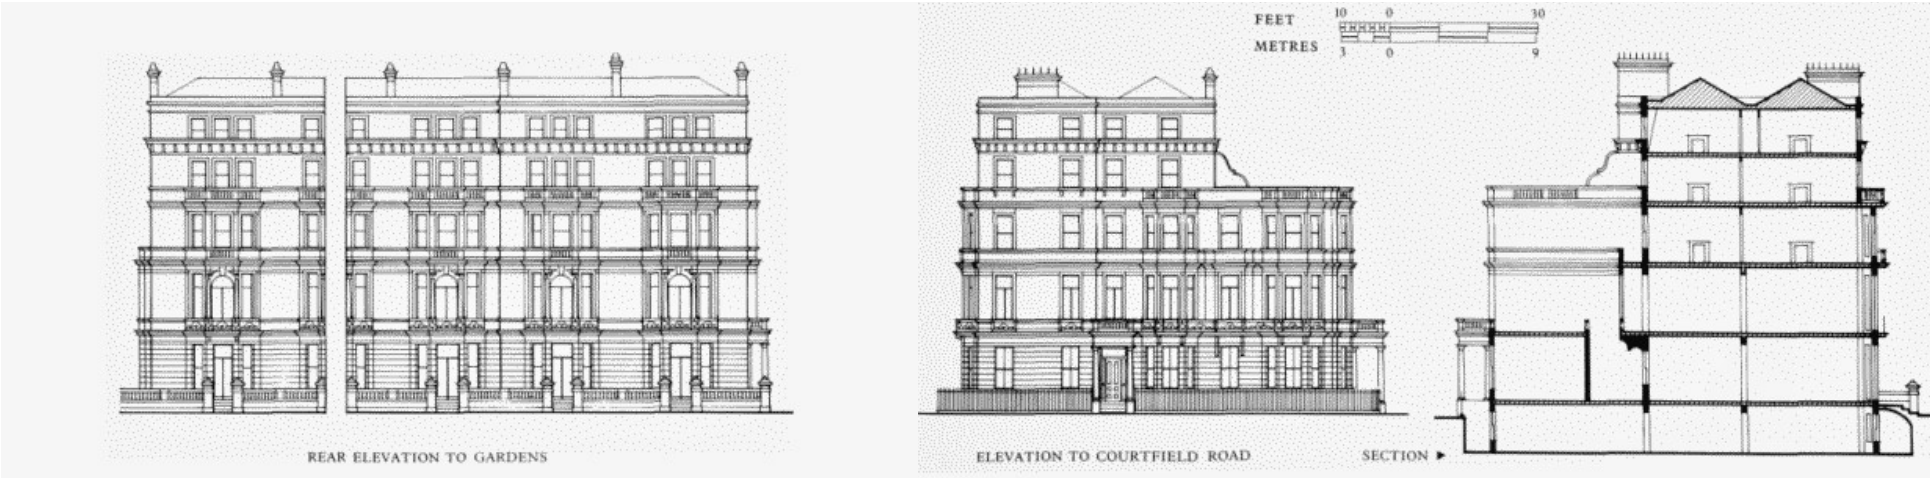 10 0 30
FEET
METRES
3 0 9
REAR ELEVATION TO GARDENS
ELEVATION TO COURTFIELD ROAD
SECTION ►